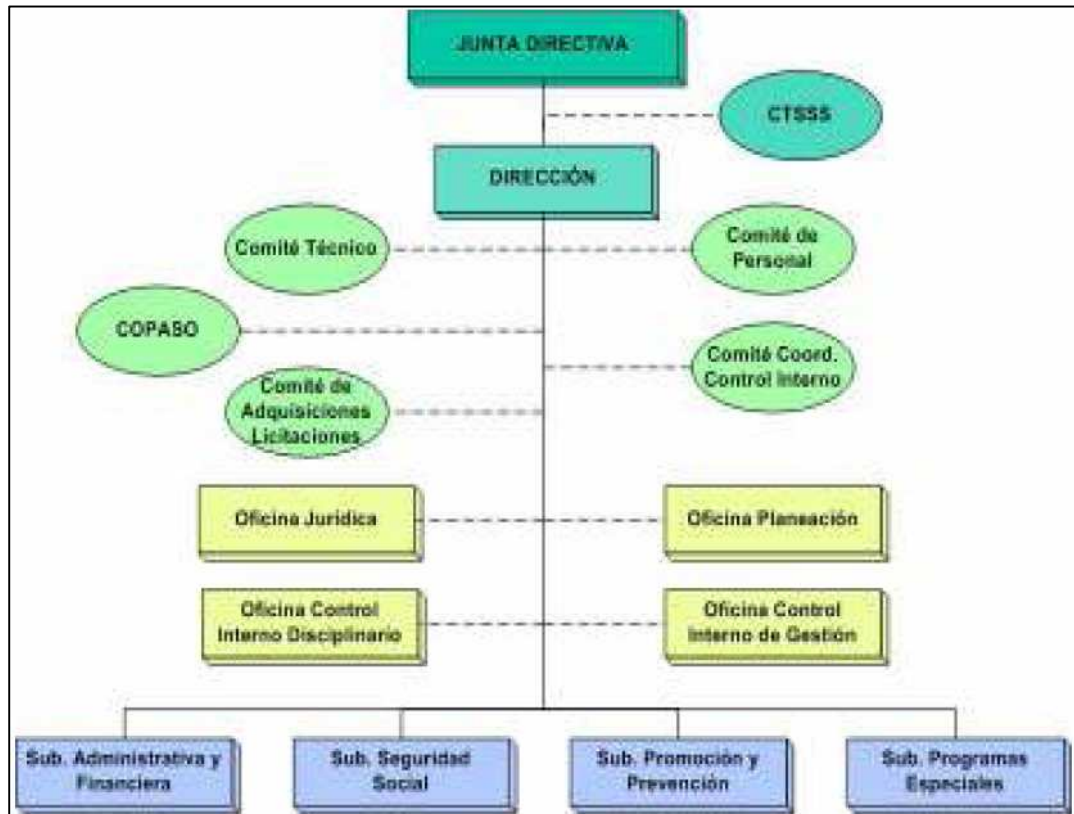 JUNTA DIRECTIVA
CTSSS
DIRECCIÓN
Comité Técnico
Comité de
Personal
COPASO
Comité Coord.
Control Interno
Comité de
Adquisiciones
Licitaciones
Oficina Jurídica
Oficina Planeación
Oficina Control
Interno Disciplinario
Oficina Control
Interno de Gestión
Sub. Administrativa y
Financiera
Sub. Seguridad
Social
Sub. Promoción y
Prevención
Sub. Programas
Especiales